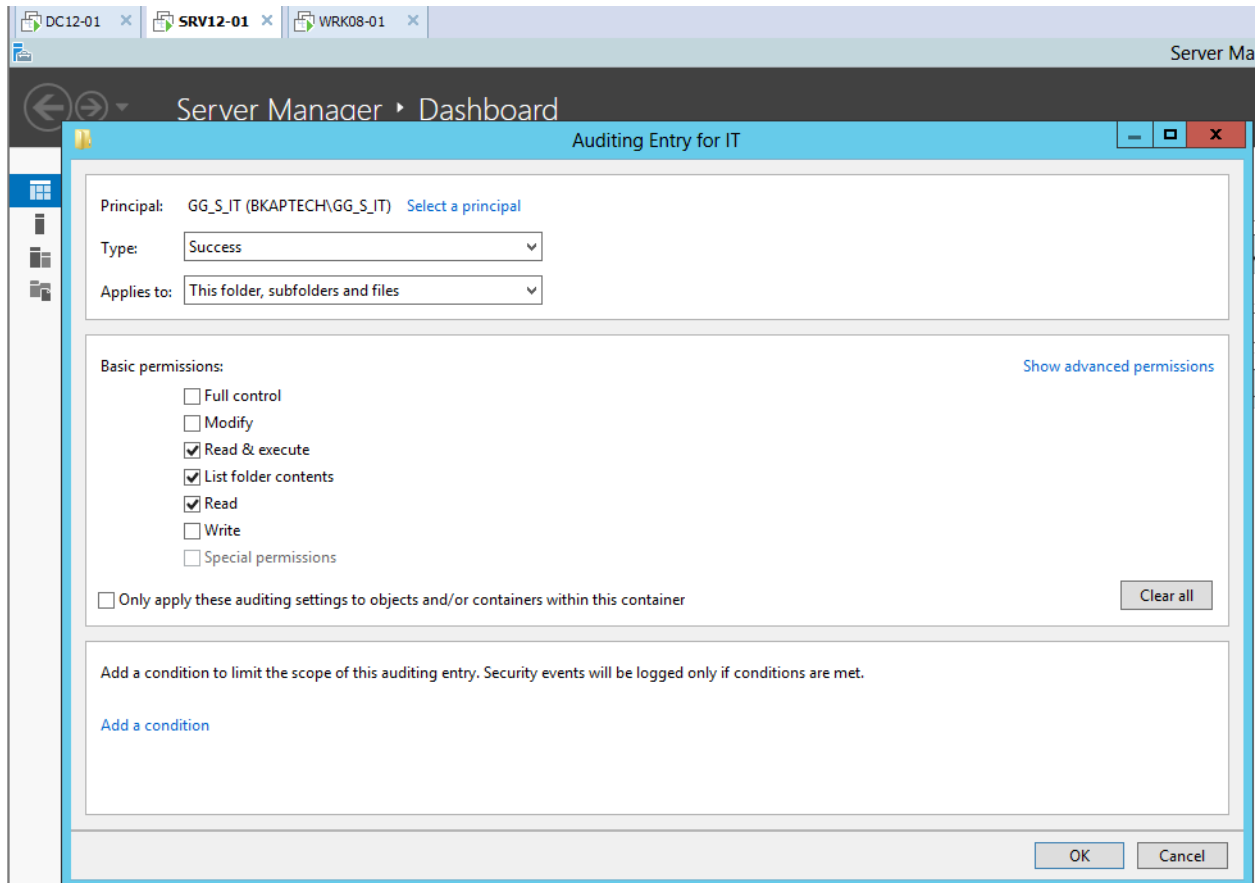 DC12-01 × SRV12-01 × WRK08-01 ×
Server Ma
Server Manager ‣ Dashboard
Auditing Entry for IT
Principal: GG_S_IT (BKAPTECH\GG_S_IT) Select a principal
Type: Success
Applies to: This folder, subfolders and files
Basic permissions: Show advanced permissions
Full control
Modify
Read & execute
List folder contents
Read
Write
Special permissions
Only apply these auditing settings to objects and/or containers within this container Clear all
Add a condition to limit the scope of this auditing entry. Security events will be logged only if conditions are met.
Add a condition
OK Cancel